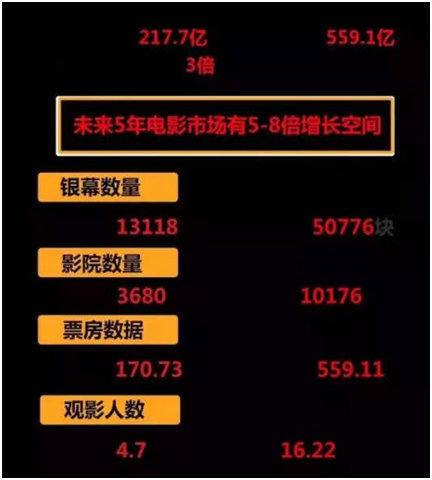 217.7亿 559.1亿
3倍
未来5年电影市场有5-8倍增长空间
银幕数量
13118 50776块
影院数量
3680 10176
票房数据
170.73 559.11
观影人数
4.7 16.22